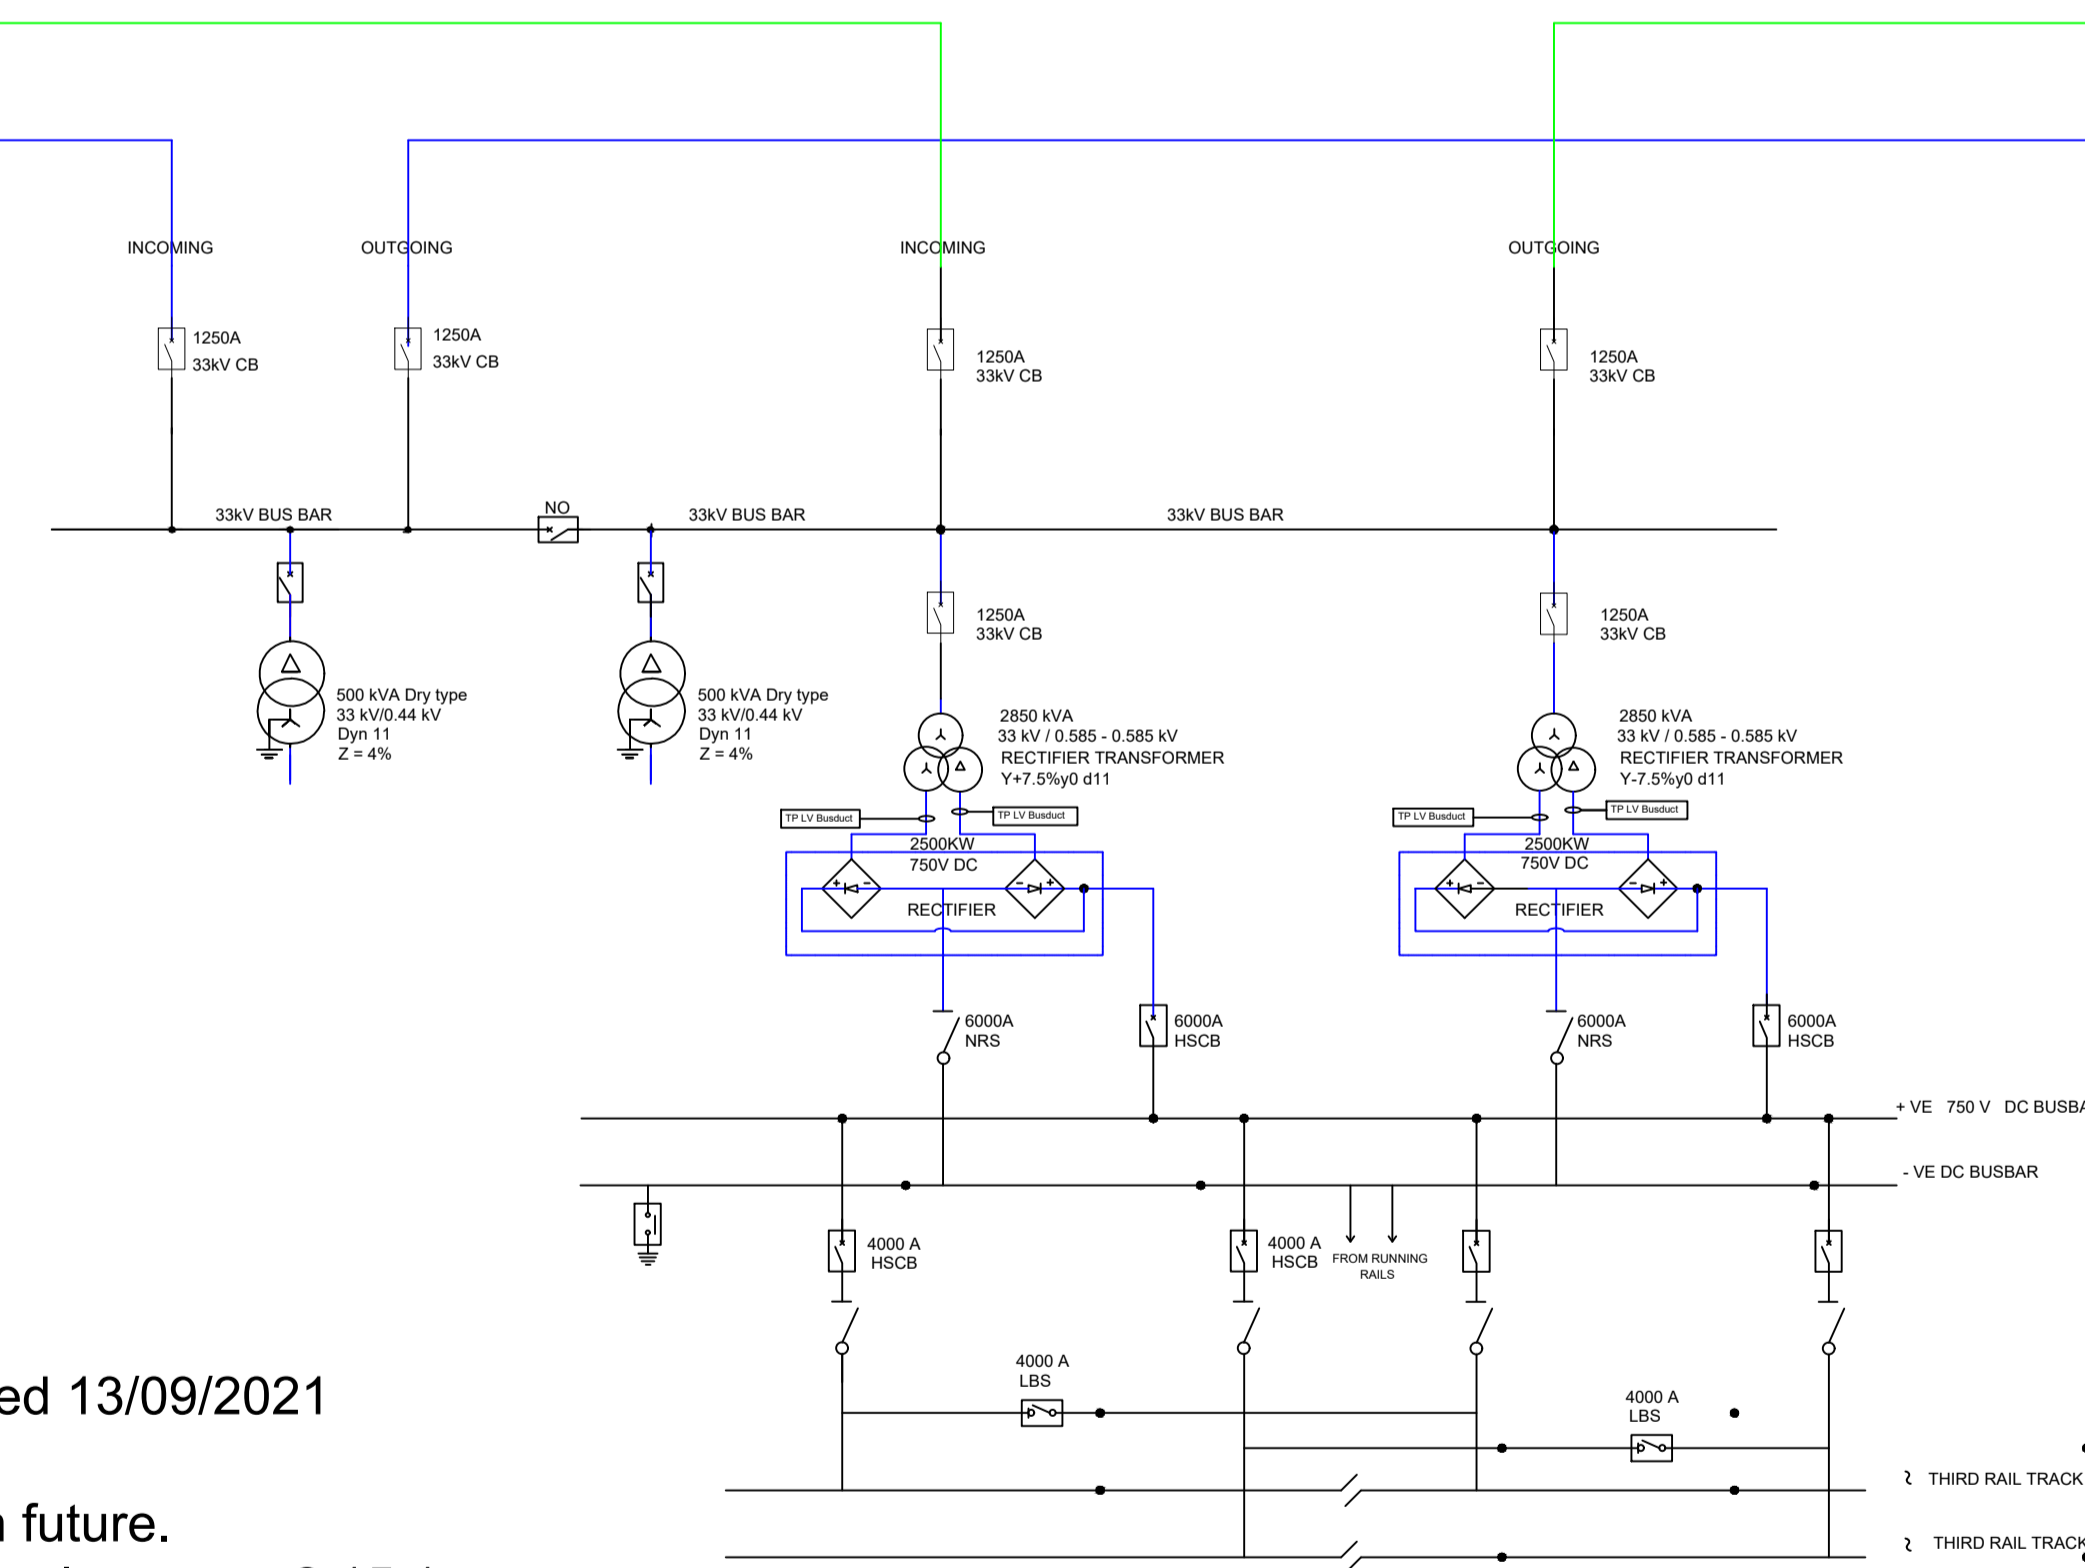 INCOMING
OUTGOING
INCOMING
OUTGOING
1250A
33kV CB
1250A
33kV CB
1250A
33kV CB
1250A
33kV CB
33kV BUS BAR
NO
33kV BUS BAR
33kV BUS BAR
1250A
33kV CB
1250A
33kV CB
500 kVA Dry type
33 kV/0.44 kV
Dyn 11
Z = 4%
500 kVA Dry type
33 kV/0.44 kV
Dyn 11
Z = 4%
2850 kVA
33 kV / 0.585 - 0.585 kV
RECTIFIER TRANSFORMER
Y+7.5%y0 d11
2850 kVA
33 kV / 0.585 - 0.585 kV
RECTIFIER TRANSFORMER
Y-7.5%y0 d11
TP LV Busduct
TP LV Busduct
TP LV Busduct
TP LV Busduct
2500KW
750V DC
+ - - +
RECTIFIER
2500KW
750V DC
+ - - +
RECTIFIER
6000A
NRS
6000A
HSCB
6000A
NRS
6000A
HSCB
+ VE 750 V DC BUSBA
- VE DC BUSBAR
4000 A
HSCB
4000 A
HSCB
FROM RUNNING
RAILS
4000 A
LBS
4000 A
LBS
ed 13/09/2021
THIRD RAIL TRACK
future.
THIRD RAIL TRACK